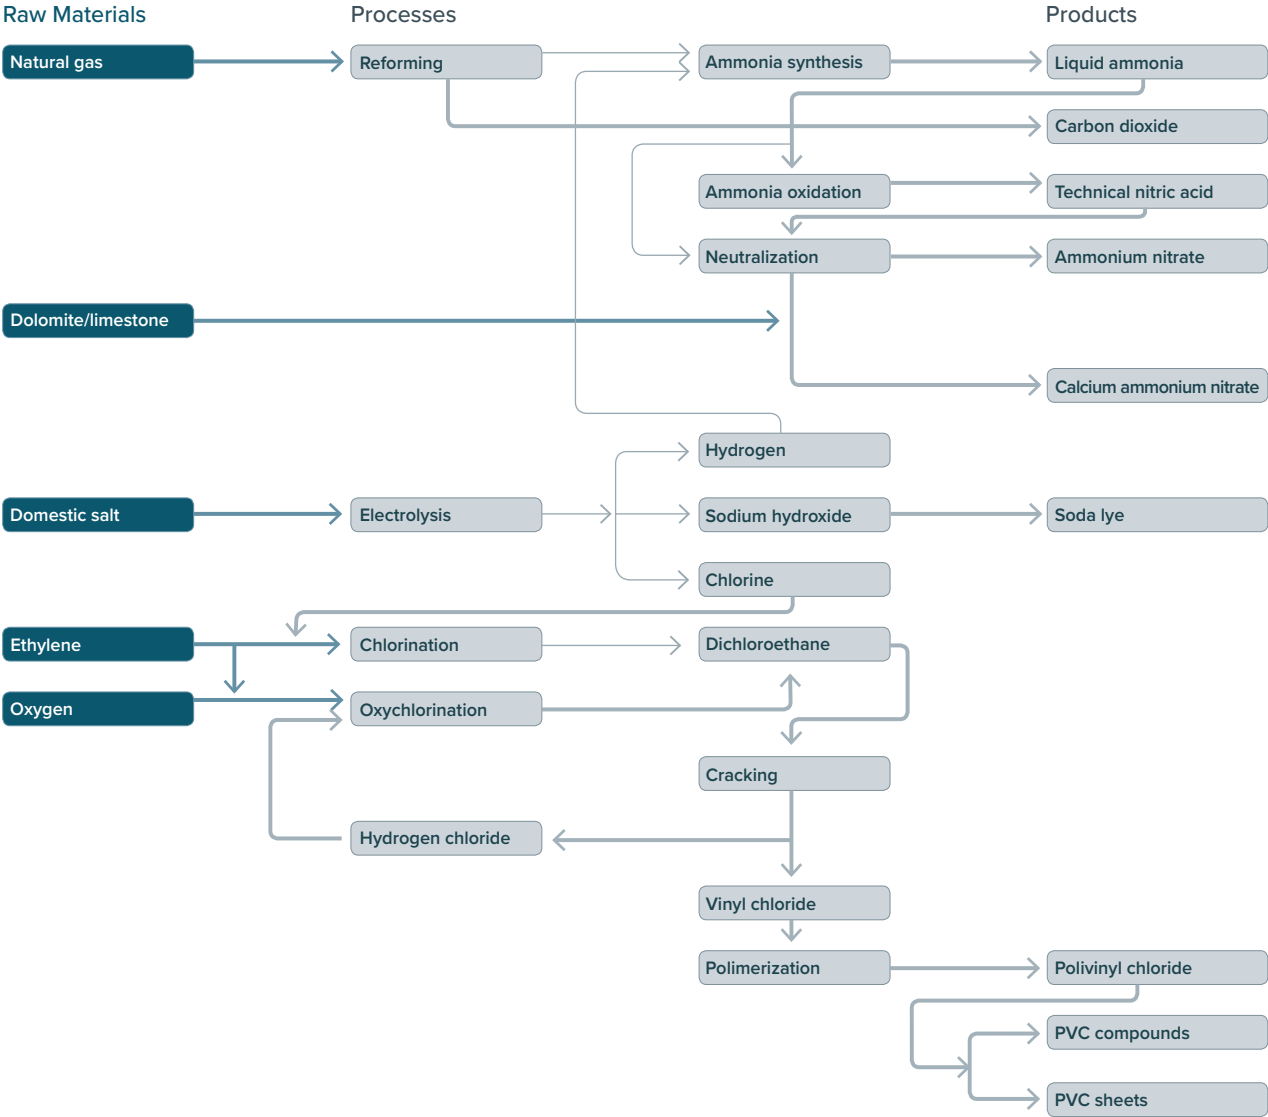 Raw Materials
Processes
Products
Natural gas
Reforming
Ammonia synthesis
Liquid ammonia
Carbon dioxide
Ammonia oxidation
Technical nitric acid
Neutralization
Ammonium nitrate
Dolomite/limestone
Calcium ammonium nitrate
Hydrogen
Domestic salt
Electrolysis
Sodium hydroxide
Soda lye
Chlorine
Ethylene
Chlorination
Dichloroethane
Oxygen
Oxychlorination
Cracking
Hydrogen chloride
Vinyl chloride
Polimerization
Polivinyl chloride
PVC compounds
PVC sheets